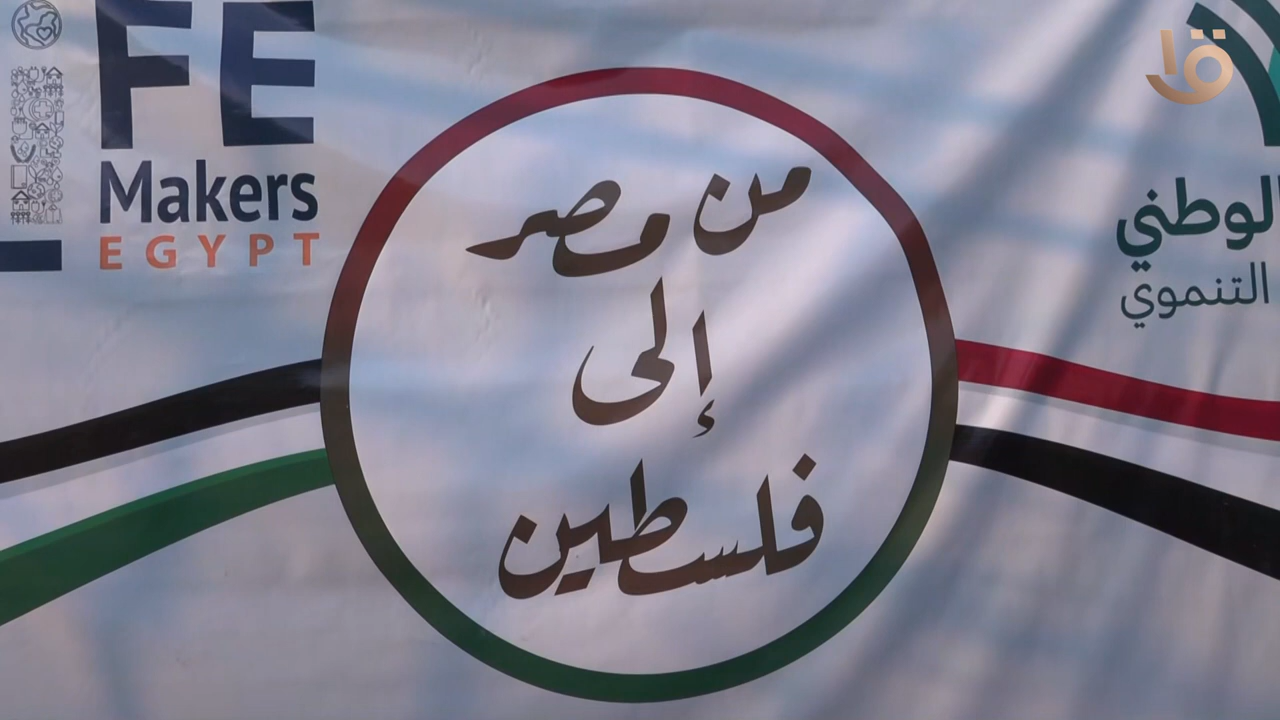 FE
Makers
EGYPT
من مصر
إلى
فلسطين
الوطني
التنموي